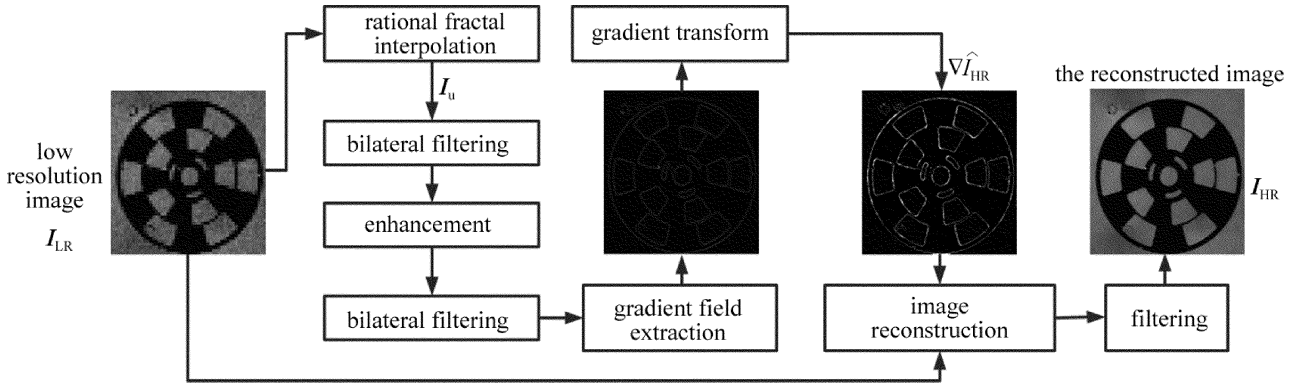 low
resolution
image
I_LR
rational fractal
interpolation
I_u
bilateral filtering
enhancement
bilateral filtering
gradient field
extraction
gradient transform
∇Î_HR
image
reconstruction
filtering
the reconstructed image
I_HR